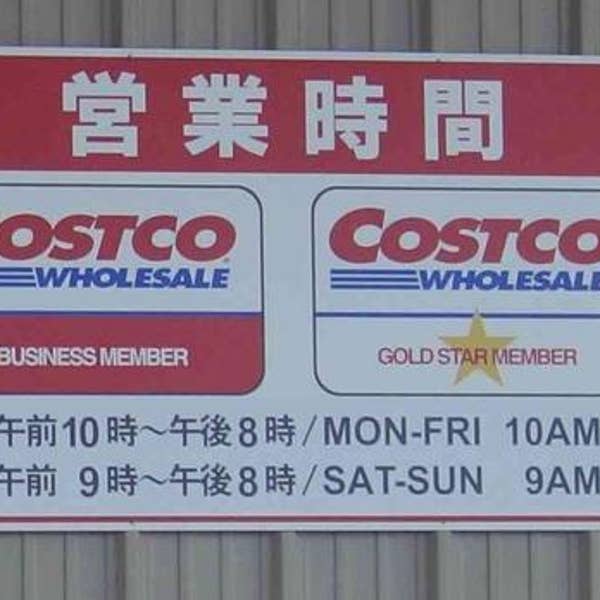 営業時間
OSTCO
WHOLESALE
BUSINESS MEMBER
COSTCO
WHOLESALE
GOLD STAR MEMBER
午前10時～午後8時/MON-FRI 10AM
午前 9時～午後8時/SAT-SUN 9AM